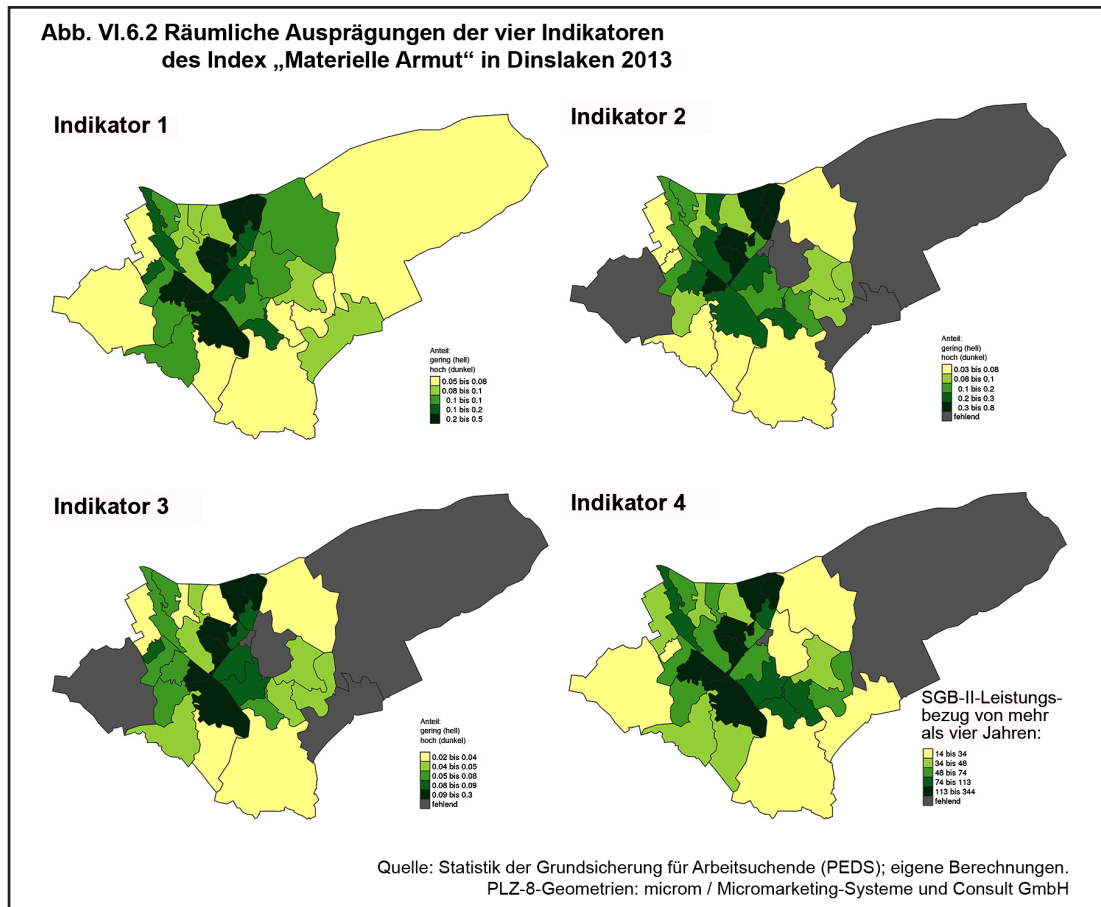 Abb. VI.6.2 Räumliche Ausprägungen der vier Indikatoren
des Index „Materielle Armut“ in Dinslaken 2013
Indikator 1
Anteil:
gering (hell)
hoch (dunkel)
0.05 bis 0.08
0.08 bis 0.1
0.1 bis 0.1
0.1 bis 0.2
0.2 bis 0.5
Indikator 2
Anteil:
gering (hell)
hoch (dunkel)
0.03 bis 0.08
0.08 bis 0.1
0.1 bis 0.2
0.2 bis 0.3
0.3 bis 0.8
fehlend
Indikator 3
Anteil:
gering (hell)
hoch (dunkel)
0.02 bis 0.04
0.04 bis 0.05
0.05 bis 0.08
0.08 bis 0.09
0.09 bis 0.3
fehlend
Indikator 4
SGB-II-Leistungs-
bezug von mehr
als vier Jahren:
14 bis 34
34 bis 48
48 bis 74
74 bis 113
113 bis 344
fehlend
Quelle: Statistik der Grundsicherung für Arbeitsuchende (PEDS); eigene Berechnungen.
PLZ-8-Geometrien: microm / Micromarketing-Systeme und Consult GmbH